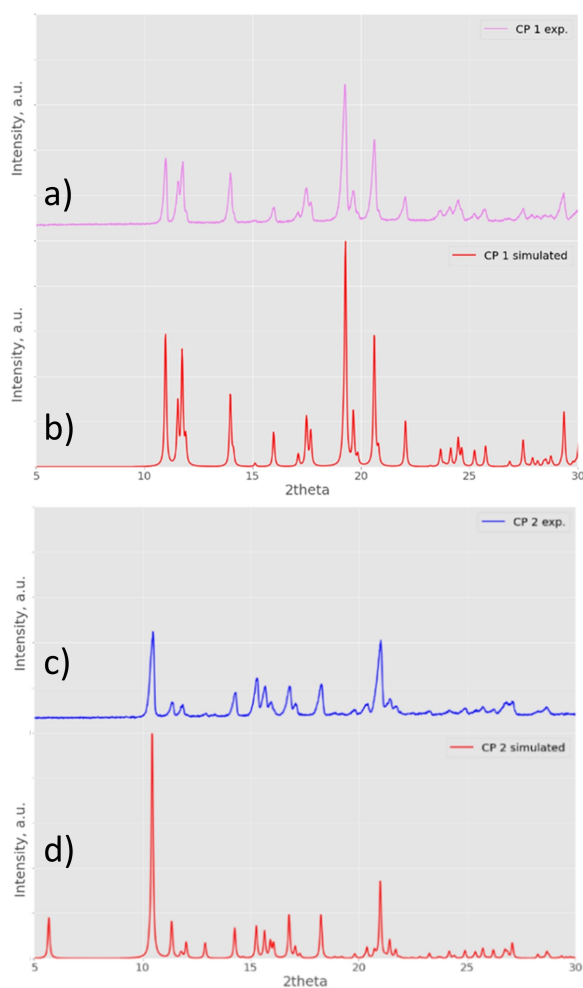 CP 1 exp.
Intensity, a.u.
a)
CP 1 simulated
Intensity, a.u.
b)
5 10 15 20 25 30
2theta
CP 2 exp.
Intensity, a.u.
c)
CP 2 simulated
Intensity, a.u.
d)
5 10 15 20 25 30
2theta